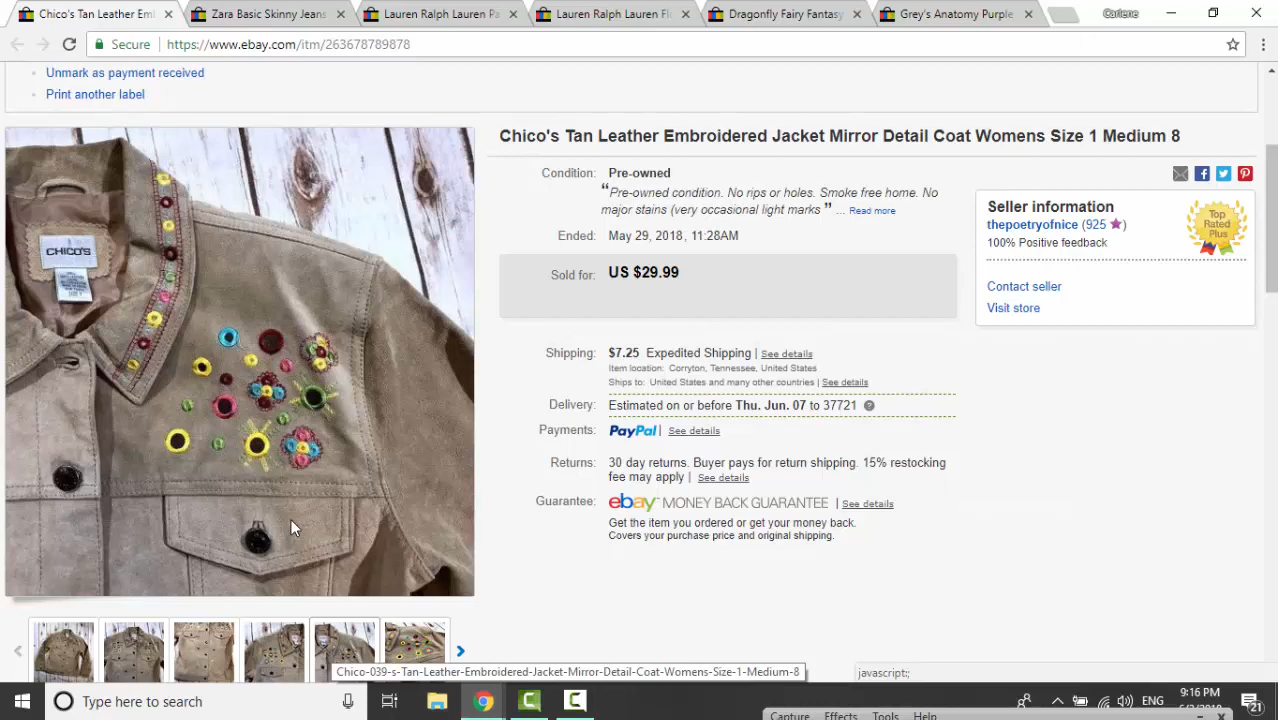 Chico's Tan Leather Em
Zara Basic Skinny Jeans
Lauren Ralph Lauren Pa
Lauren Ralph Lauren Fl
Dragonfly Fairy Fantasy
Grey's Anatomy Purple
Carlene
Secure
https://www.ebay.com/itm/263678789878
Unmark as payment received
Print another label
Chico's Tan Leather Embroidered Jacket Mirror Detail Coat Womens Size 1 Medium 8
Condition: Pre-owned
“Pre-owned condition. No rips or holes. Smoke free home. No
major stains (very occasional light marks ” ... Read more
Ended: May 29, 2018, 11:28AM
Sold for: US $29.99
Seller information
thepoetryofnice (925 )
100% Positive feedback
Top
Rated
Plus
Contact seller
Visit store
CHICO'S
Shipping: $7.25 Expedited Shipping | See details
Item location: Corryton, Tennessee, United States
Ships to: United States and many other countries | See details
Delivery: Estimated on or before Thu. Jun. 07 to 37721
Payments: PayPal | See details
Returns: 30 day returns. Buyer pays for return shipping. 15% restocking
fee may apply | See details
Guarantee: ebay MONEY BACK GUARANTEE | See details
Get the item you ordered or get your money back.
Covers your purchase price and original shipping.
Chico-039-s-Tan-Leather-Embroidered-Jacket-Mirror-Detail-Coat-Womens-Size-1-Medium-8
javascript:;
Type here to search
ENG
9:16 PM
21
Capture Effects Tools Help